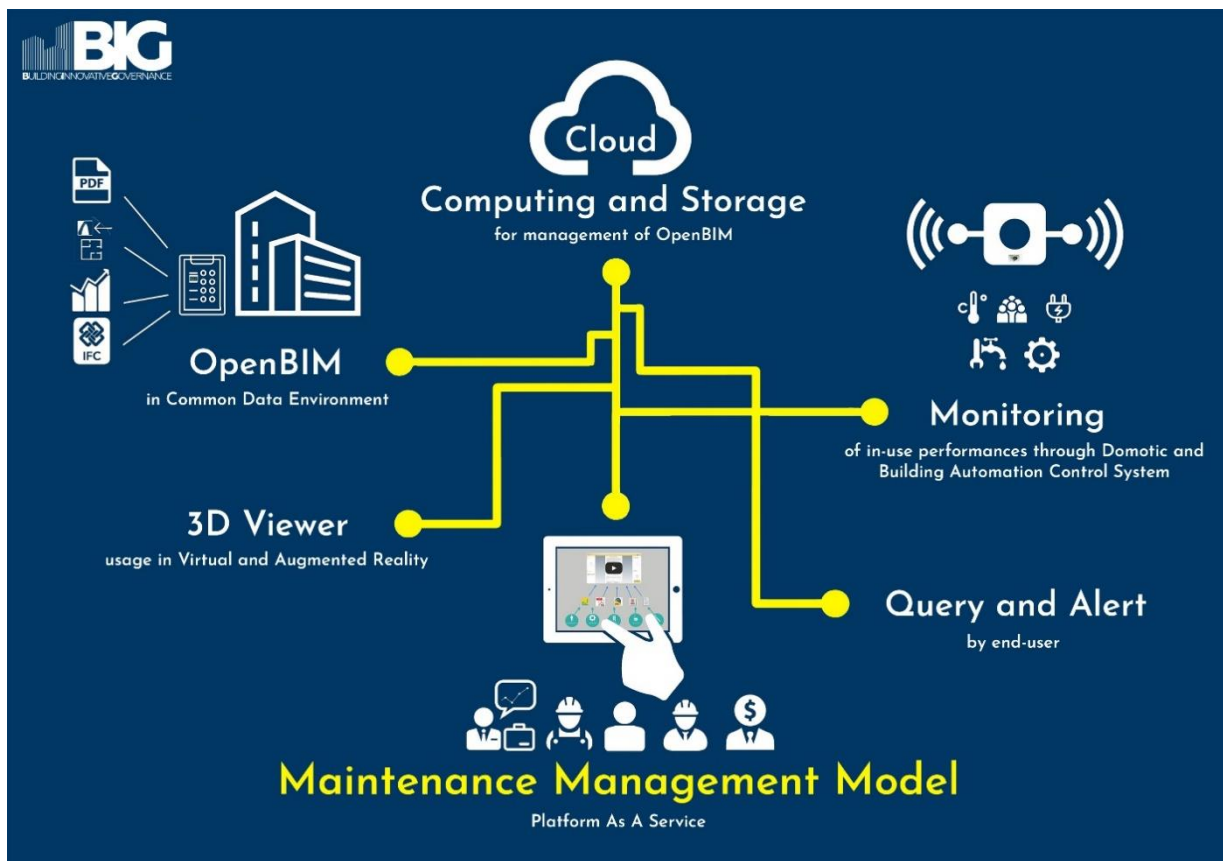 BIG
BUILDINGINNOVATIVEGOVERNANCE
Cloud
Computing and Storage
for management of OpenBIM
PDF
IFC
OpenBIM
in Common Data Environment
C°
Monitoring
of in-use performances through Domotic and
Building Automation Control System
3D Viewer
usage in Virtual and Augmented Reality
Query and Alert
by end-user
$
Maintenance Management Model
Platform As A Service